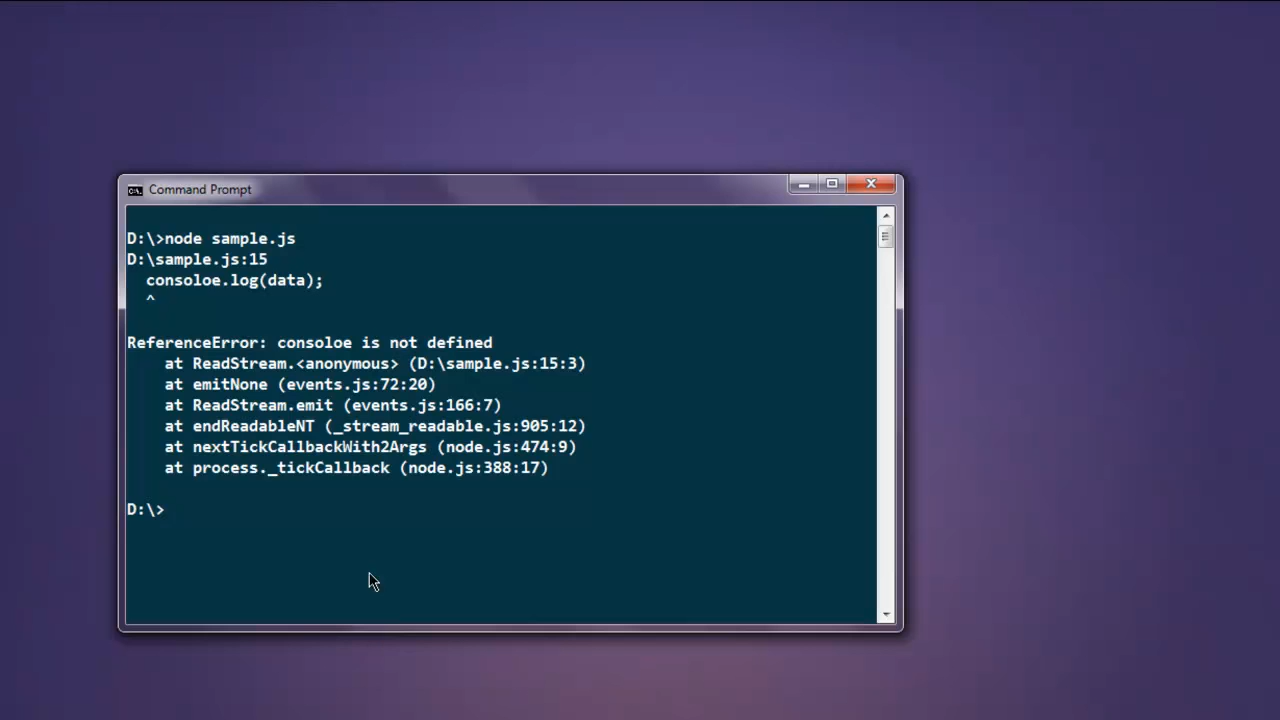 Command Prompt
D:\>node sample.js
D:\sample.js:15
  consoloe.log(data);
  ^
ReferenceError: consoloe is not defined
    at ReadStream.<anonymous> (D:\sample.js:15:3)
    at emitNone (events.js:72:20)
    at ReadStream.emit (events.js:166:7)
    at endReadableNT (_stream_readable.js:905:12)
    at nextTickCallbackWith2Args (node.js:474:9)
    at process._tickCallback (node.js:388:17)
D:\>